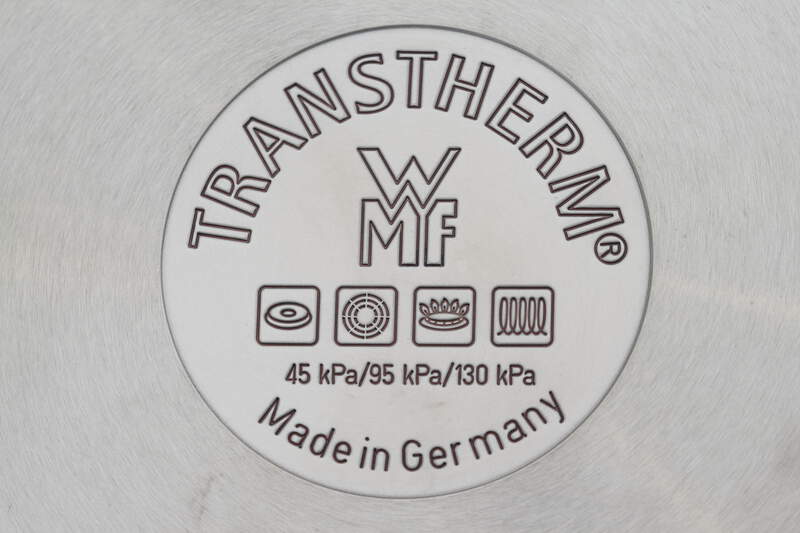 TRANSTHERM®
WMF
45 kPa/95 kPa/130 kPa
Made in Germany